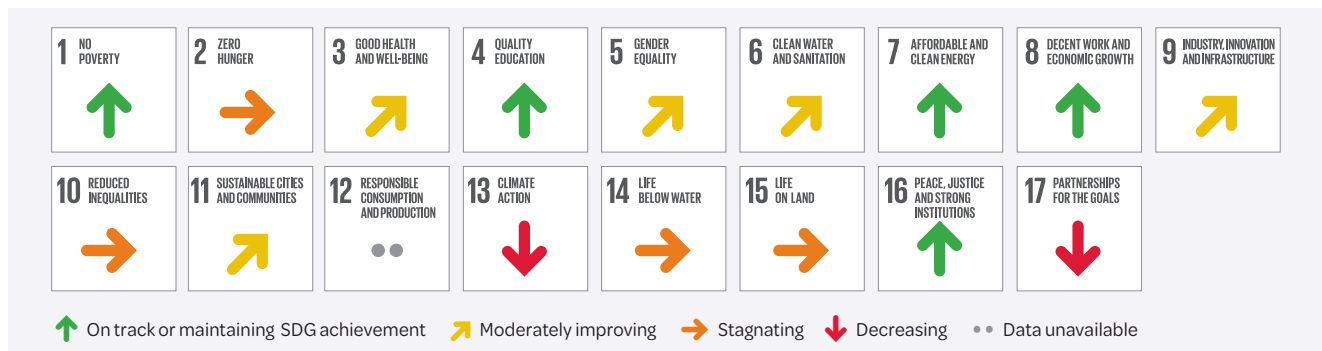 1 NO
POVERTY
2 ZERO
HUNGER
3 GOOD HEALTH
AND WELL-BEING
4 QUALITY
EDUCATION
5 GENDER
EQUALITY
6 CLEAN WATER
AND SANITATION
7 AFFORDABLE AND
CLEAN ENERGY
8 DECENT WORK AND
ECONOMIC GROWTH
9 INDUSTRY, INNOVATION
AND INFRASTRUCTURE
10 REDUCED
INEQUALITIES
11 SUSTAINABLE CITIES
AND COMMUNITIES
12 RESPONSIBLE
CONSUMPTION
AND PRODUCTION
13 CLIMATE
ACTION
14 LIFE
BELOW WATER
15 LIFE
ON LAND
16 PEACE, JUSTICE
AND STRONG
INSTITUTIONS
17 PARTNERSHIPS
FOR THE GOALS
On track or maintaining SDG achievement Moderately improving Stagnating Decreasing Data unavailable